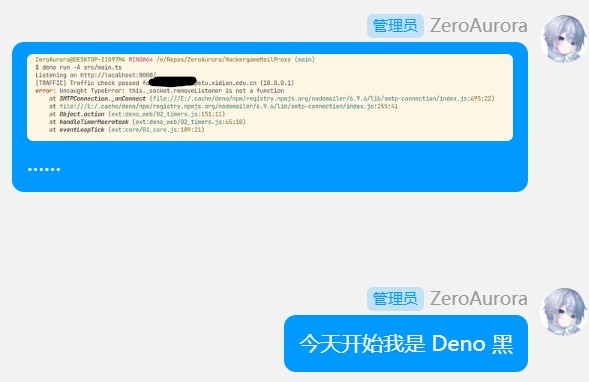 管理员 ZeroAurora
ZeroAurora@DESKTOP-II897M4 MINGW64 /e/Repos/ZeroAurora/HackergameMailProxy (main)
$ deno run -A src/main.ts
Listening on http://localhost:8000/
[TRAFFIC] Traffic check passed fo stu.xidian.edu.cn (10.0.0.1)
error: Uncaught TypeError: this._socket.removeListener is not a function
at SMTPConnection._onConnect (file:///E:/.cache/deno/npm/registry.npmjs.org/nodemailer/6.9.6/lib/smtp-connection/index.js:695:22)
at file:///E:/.cache/deno/npm/registry.npmjs.org/nodemailer/6.9.6/lib/smtp-connection/index.js:255:41
at Object.action (ext:deno_web/02_timers.js:151:11)
at handleTimerMacrotask (ext:deno_web/02_timers.js:65:10)
at eventLoopTick (ext:core/01_core.js:189:21)
......
管理员 ZeroAurora
今天开始我是 Deno 黑